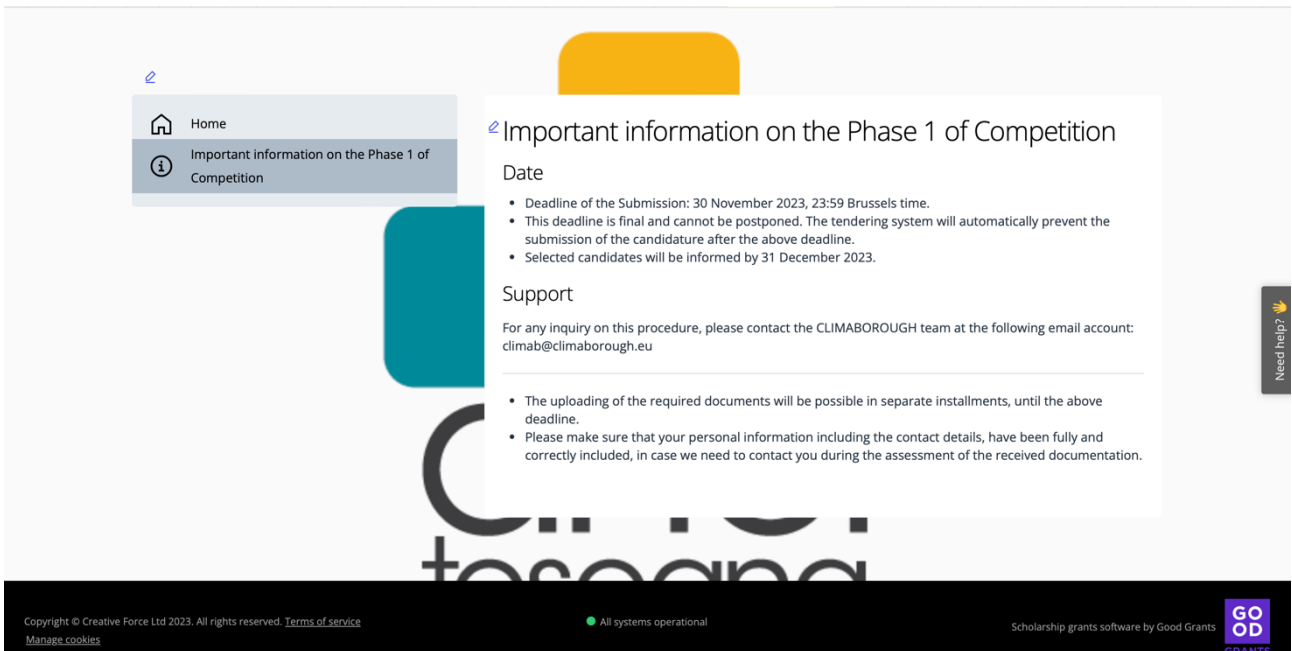 Home
Important information on the Phase 1 of
Competition
Important information on the Phase 1 of Competition
Date
• Deadline of the Submission: 30 November 2023, 23:59 Brussels time.
• This deadline is final and cannot be postponed. The tendering system will automatically prevent the
submission of the candidature after the above deadline.
• Selected candidates will be informed by 31 December 2023.
Support
For any inquiry on this procedure, please contact the CLIMABOROUGH team at the following email account:
climab@climaborough.eu
• The uploading of the required documents will be possible in separate installments, until the above
deadline.
• Please make sure that your personal information including the contact details, have been fully and
correctly included, in case we need to contact you during the assessment of the received documentation.
Need help? 👋
toscana
Copyright © Creative Force Ltd 2023. All rights reserved. Terms of service
Manage cookies
All systems operational
Scholarship grants software by Good Grants
GO
OD
GRANTS